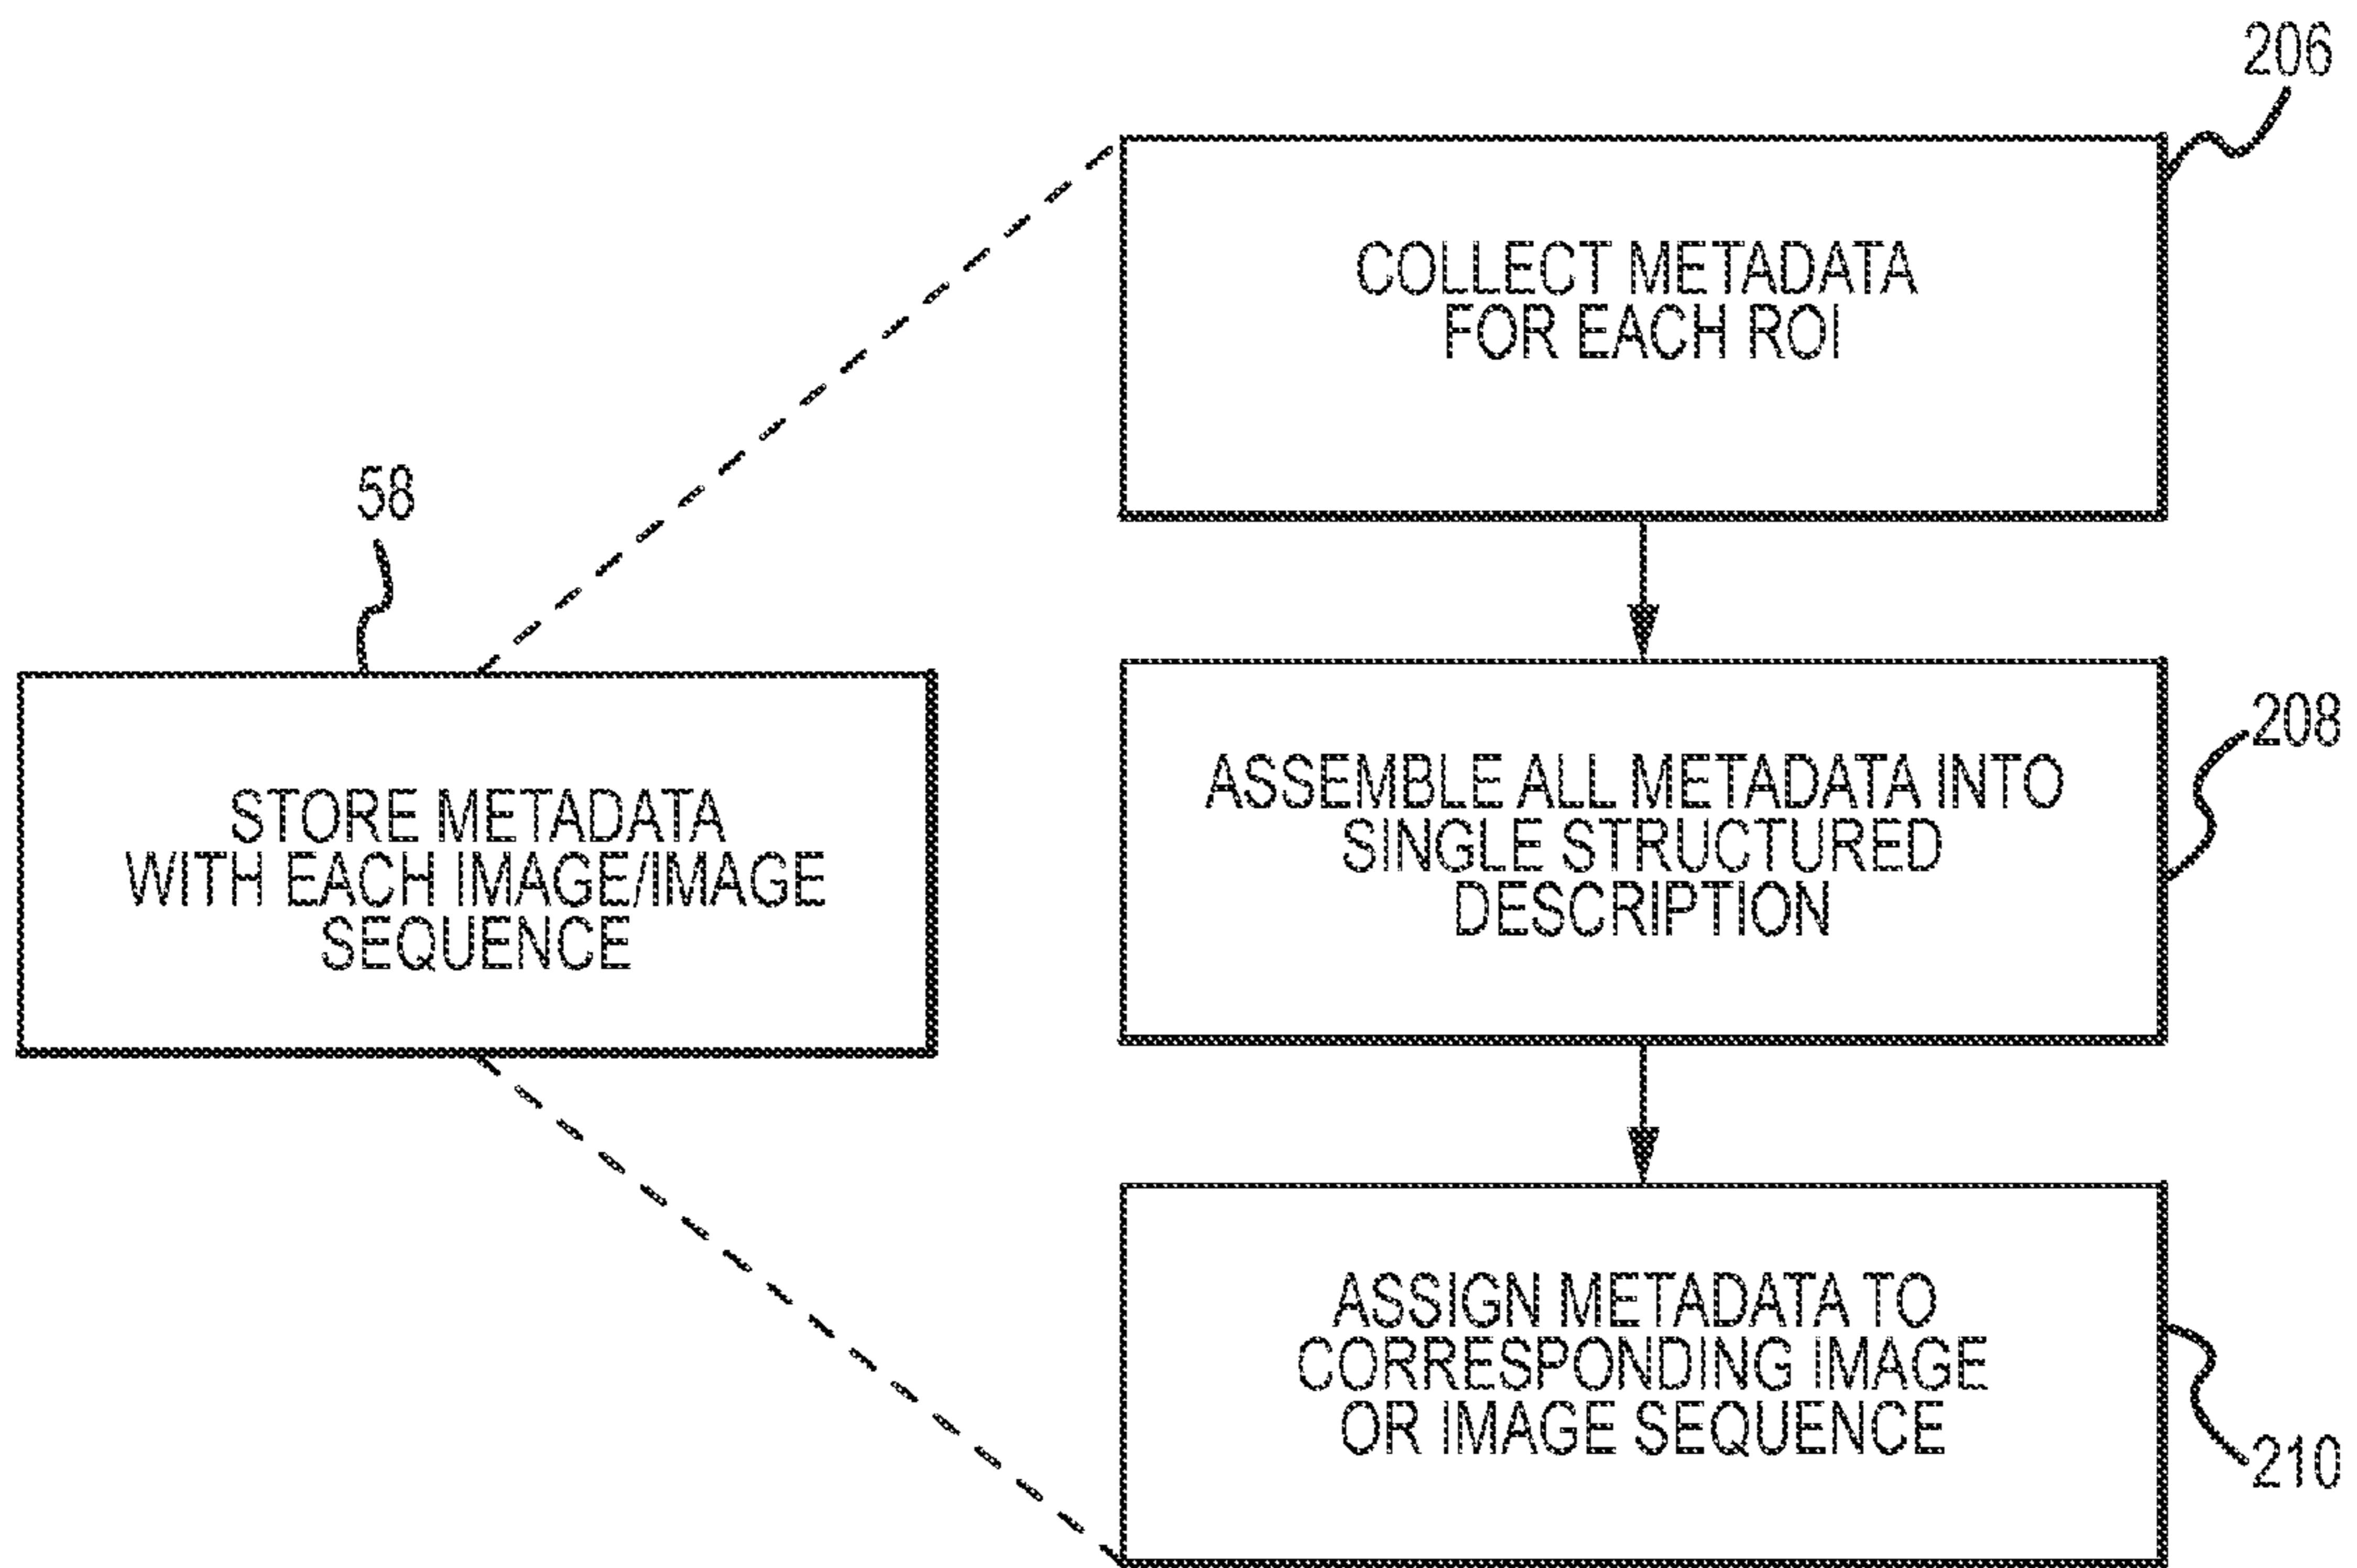 206
COLLECT METADATA
FOR EACH ROI
58
STORE METADATA
WITH EACH IMAGE/IMAGE
SEQUENCE
208
ASSEMBLE ALL METADATA INTO
SINGLE STRUCTURED
DESCRIPTION
ASSIGN METADATA TO
CORRESPONDING IMAGE
OR IMAGE SEQUENCE
210